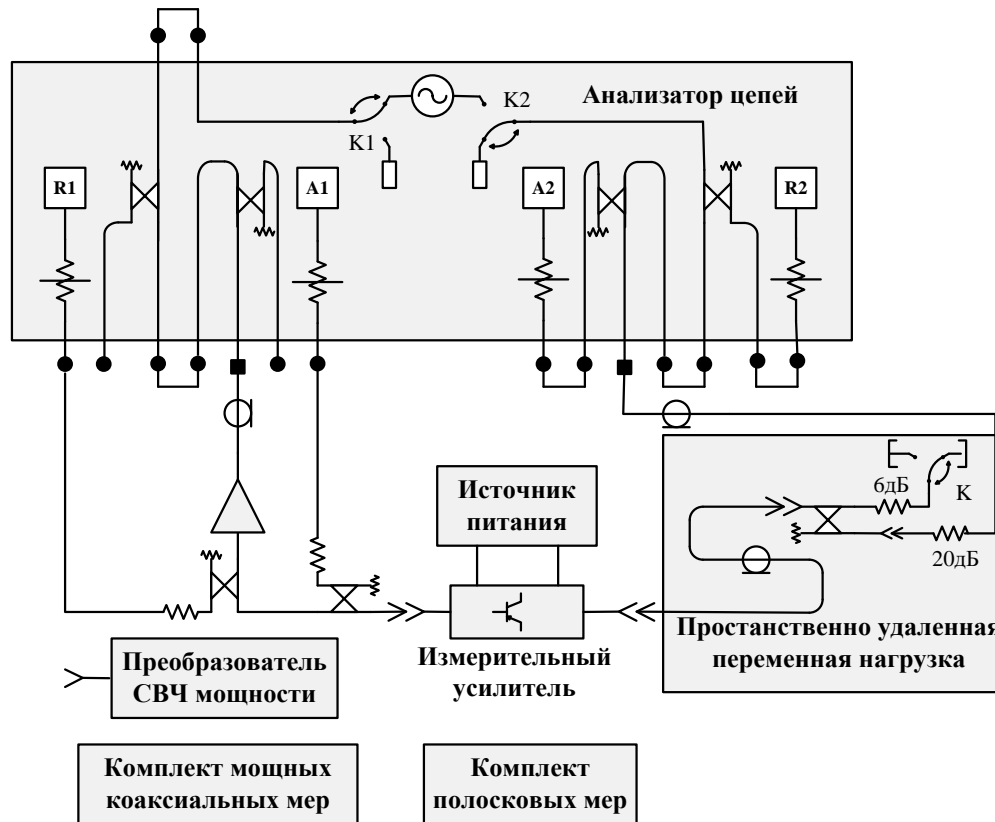 Анализатор цепей
K2
K1
R1
A1
A2
R2
Источник
питания
6дБ
K
20дБ
Измерительный
усилитель
Простанственно удаленная
переменная нагрузка
Преобразователь
СВЧ мощности
Комплект мощных
коаксиальных мер
Комплект
полосковых мер